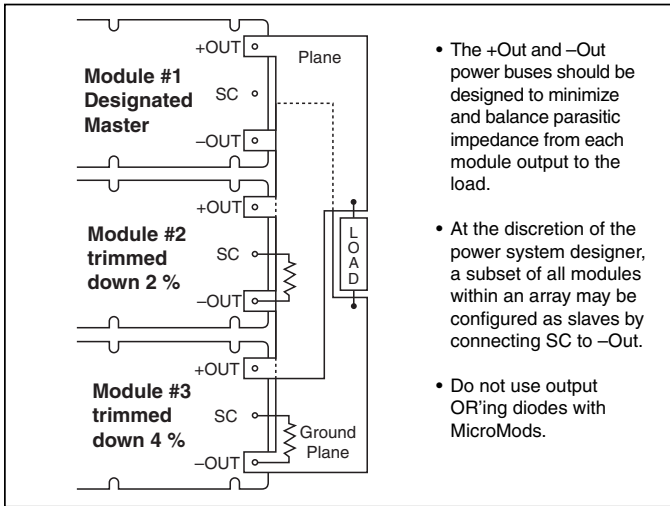 +OUT
Plane
Module #1
Designated
Master
SC
–OUT
+OUT
Module #2
trimmed
down 2 %
SC
–OUT
LOAD
+OUT
Module #3
trimmed
down 4 %
SC
Ground
Plane
–OUT
• The +Out and –Out
power buses should be
designed to minimize
and balance parasitic
impedance from each
module output to the
load.
• At the discretion of the
power system designer,
a subset of all modules
within an array may be
configured as slaves by
connecting SC to –Out.
• Do not use output
OR'ing diodes with
MicroMods.